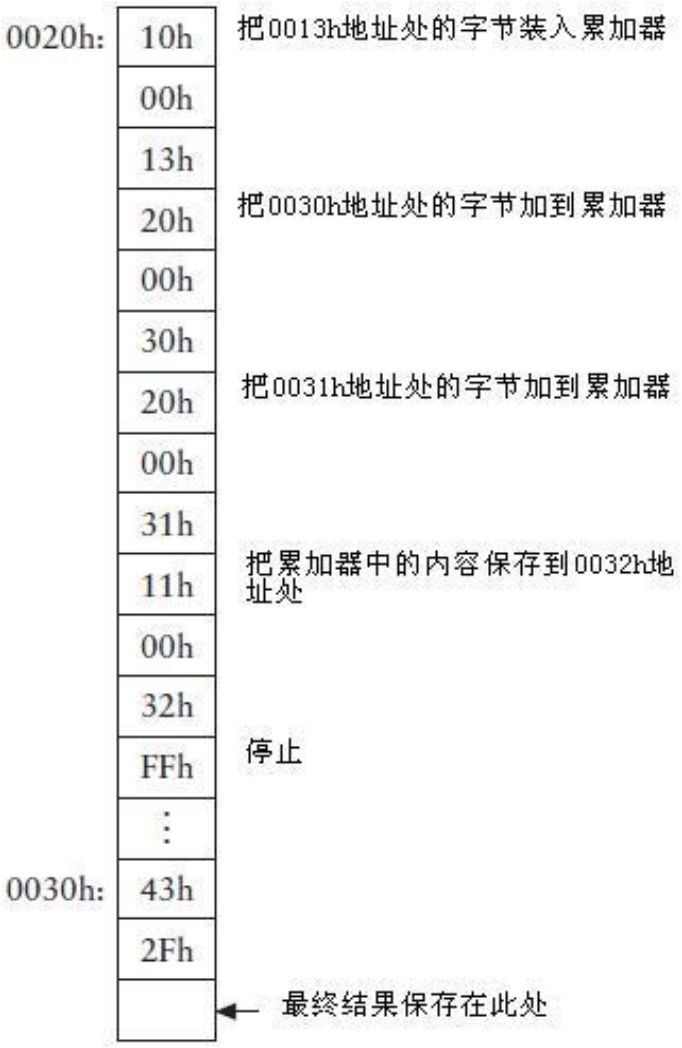 0020h: 10h 把0013h地址处的字节装入累加器
00h
13h
20h 把0030h地址处的字节加到累加器
00h
30h
20h 把0031h地址处的字节加到累加器
00h
31h
11h 把累加器中的内容保存到0032h地
址处
00h
32h
FFh 停止
⋮
0030h: 43h
2Fh
最终结果保存在此处